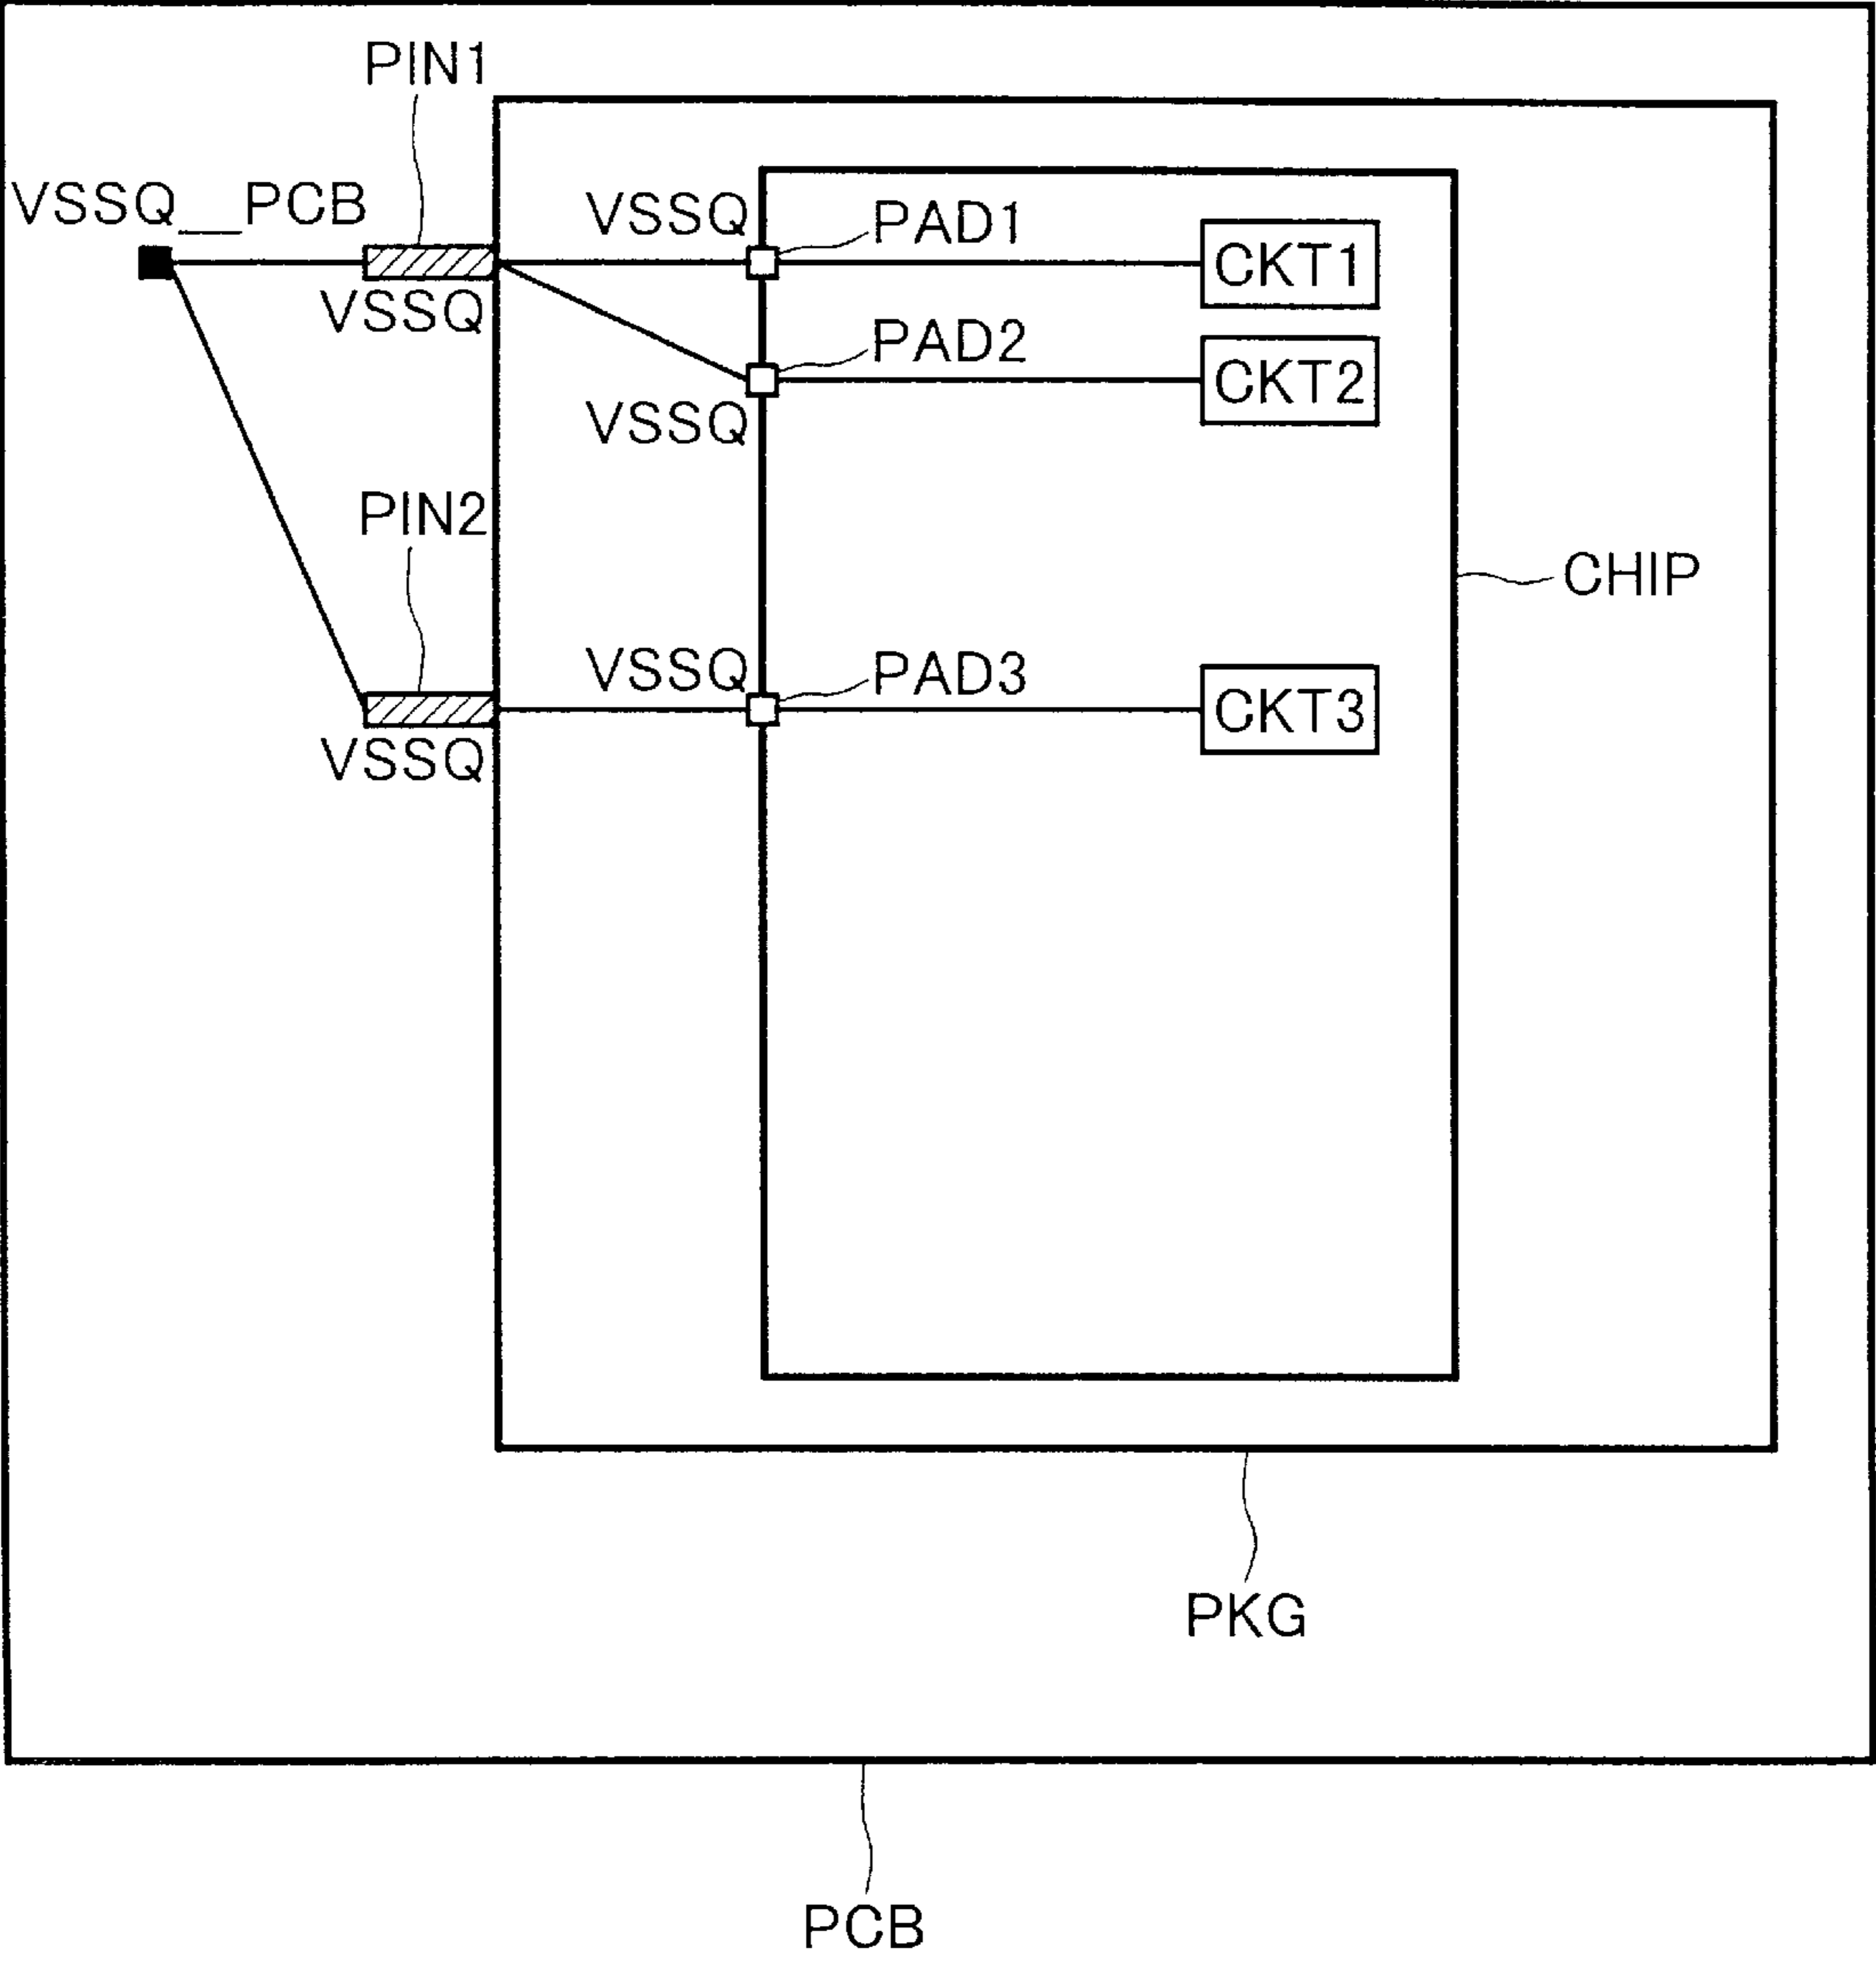 PIN1
VSSQ__PCB
VSSQ
PAD1
CKT1
VSSQ
PAD2
CKT2
VSSQ
PIN2
CHIP
VSSQ
PAD3
CKT3
VSSQ
PKG
PCB